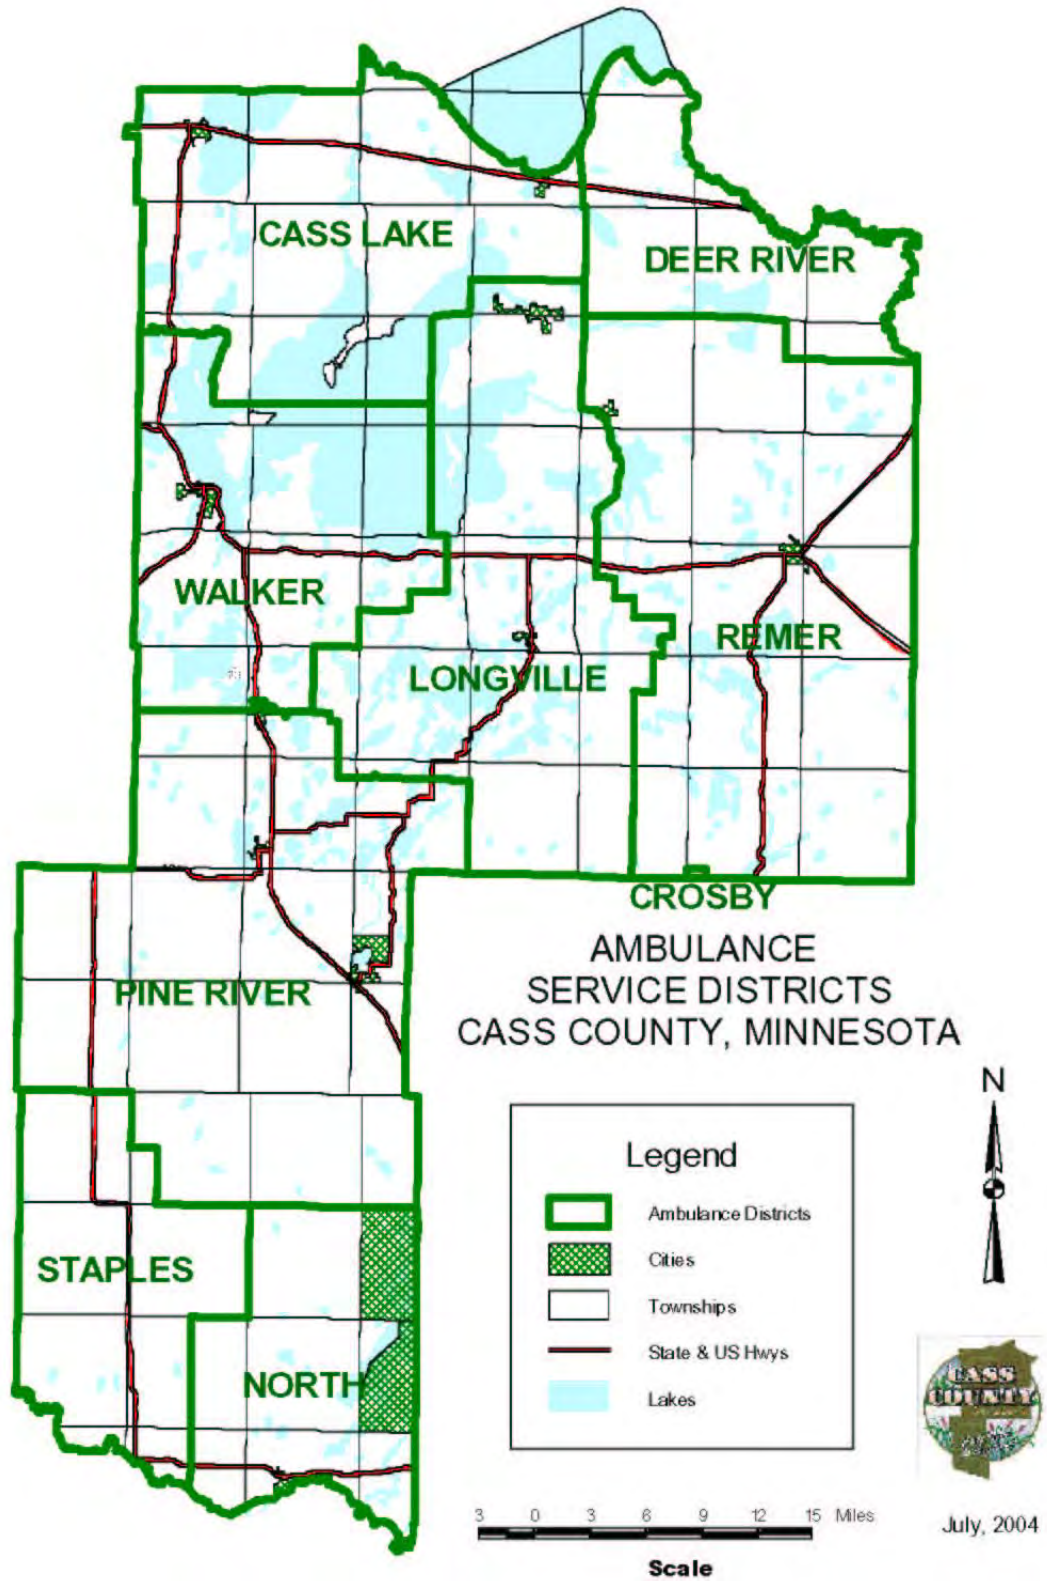 CASS LAKE
DEER RIVER
WALKER
REMER
LONGVILLE
CROSBY
AMBULANCE
SERVICE DISTRICTS
CASS COUNTY, MINNESOTA
PINE RIVER
N
Legend
Ambulance Districts
Cities
Townships
State & US Hwys
Lakes
STAPLES
NORTH
CASS
COUNTY
3 0 3 6 9 12 15 Miles
Scale
July, 2004